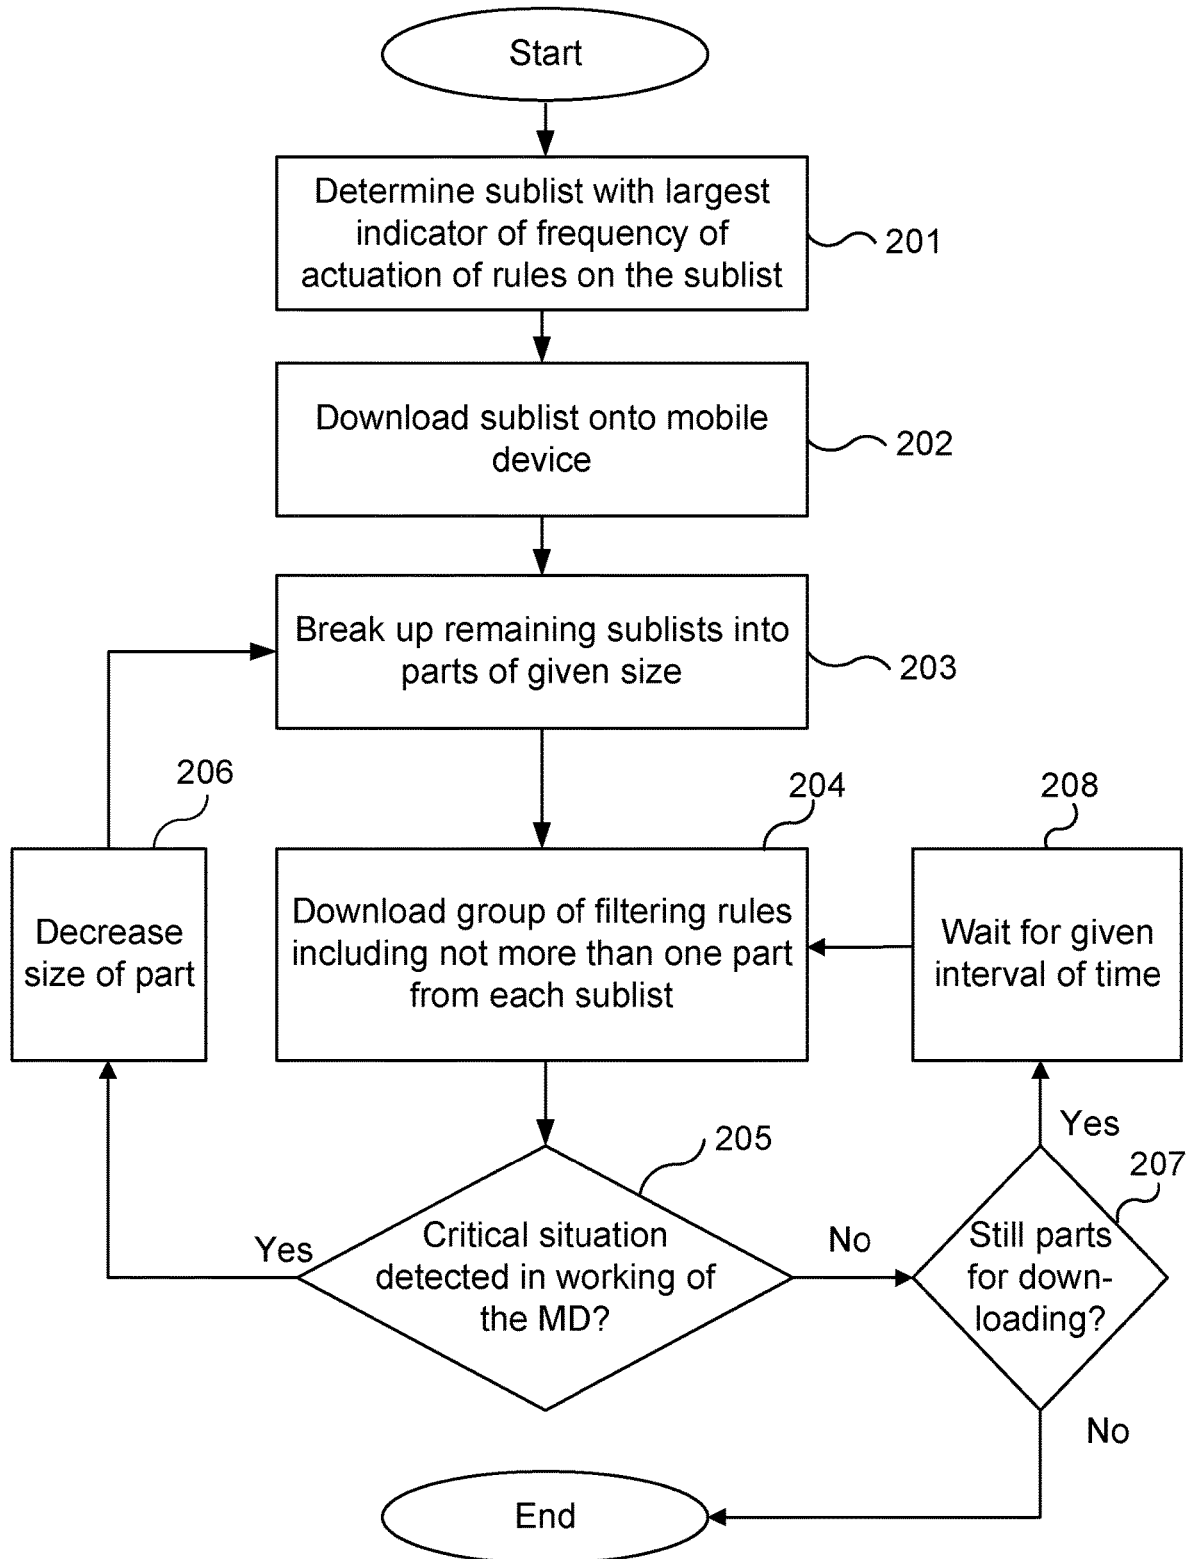 Start
Determine sublist with largest
indicator of frequency of
actuation of rules on the sublist
201
Download sublist onto mobile
device
202
Break up remaining sublists into
parts of given size
203
206
204
208
Decrease
size of part
Download group of filtering rules
including not more than one part
from each sublist
Wait for given
interval of time
Yes
205
207
Yes
Critical situation
detected in working of
the MD?
No
Still parts
for down-
loading?
No
End